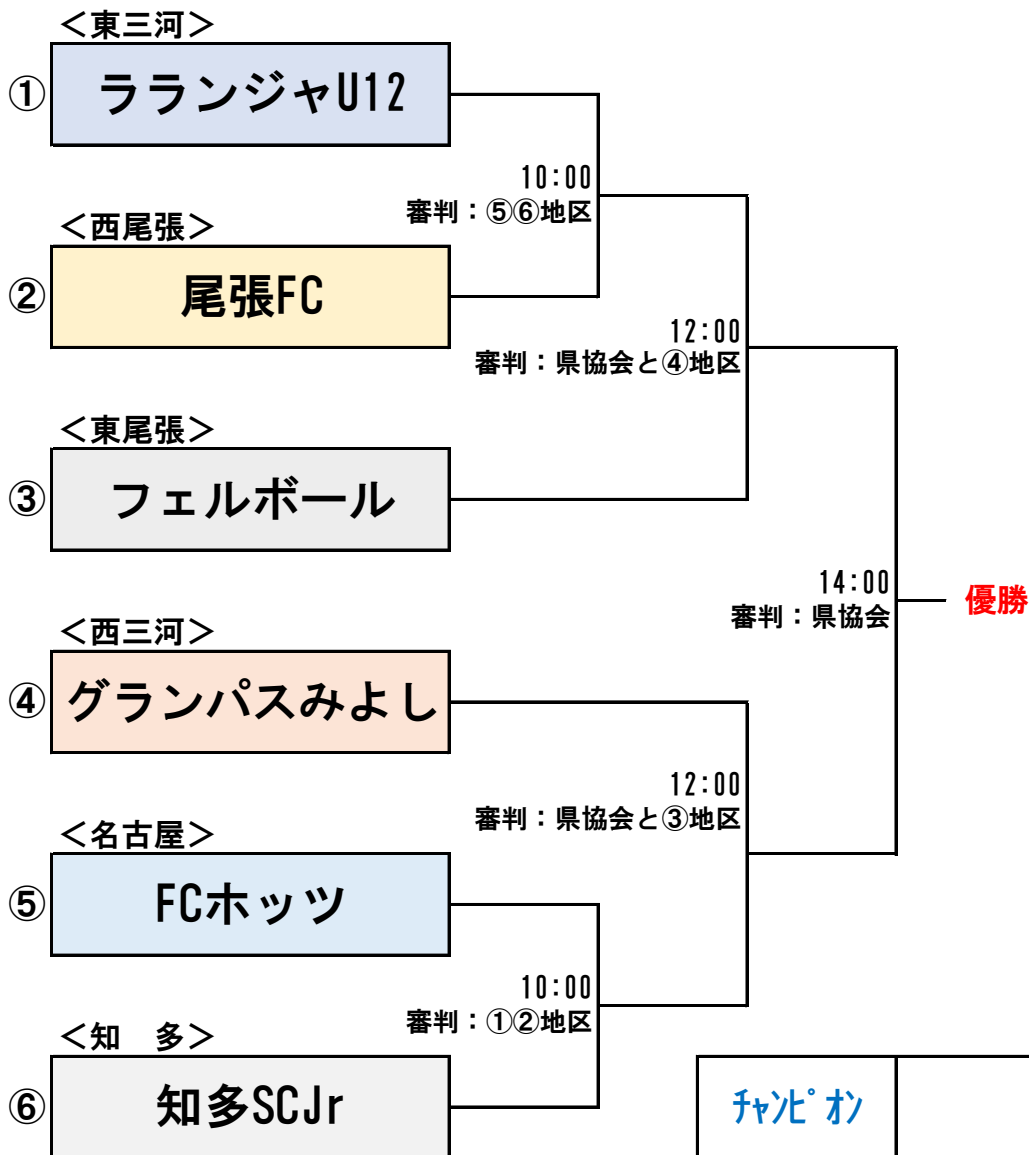 ＜東三河＞
① ラランジャU12
10:00
審判：⑤⑥地区
＜西尾張＞
② 尾張FC
12:00
審判：県協会と④地区
＜東尾張＞
③ フェルボール
14:00
審判：県協会
優勝
＜西三河＞
④ グランパスみよし
12:00
審判：県協会と③地区
＜名古屋＞
⑤ FCホッツ
10:00
審判：①②地区
＜知　多＞
⑥ 知多SCJr
ﾁｬﾝﾋﾟｵﾝ